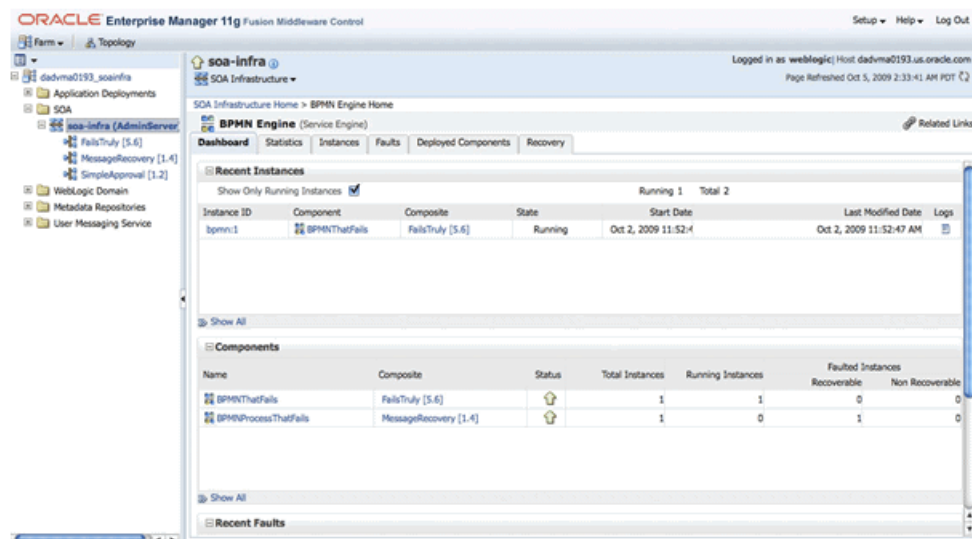 ORACLE Enterprise Manager 11g Fusion Middleware Control
Setup Help Log Out
Farm Topology
soa-infra
Logged in as weblogic|Host dadvma0193.us.oracle.com
SOA Infrastructure
Page Refreshed Oct 5, 2009 2:33:41 AM PDT
dadvma0193_soainfra
Application Deployments
SOA
soa-infra (AdminServer
FailsTruly [5.6]
MessageRecovery [1.4]
SimpleApproval [1.2]
WebLogic Domain
Metadata Repositories
User Messaging Service
SOA Infrastructure Home > BPMN Engine Home
BPMN Engine (Service Engine)
Related Links
Dashboard Statistics Instances Faults Deployed Components Recovery
Recent Instances
Show Only Running Instances Running 1 Total 2
Instance ID Component Composite State Start Date Last Modified Date Logs
bpmn:1 BPMNThatFails FailsTruly [5.6] Running Oct 2, 2009 11:52:4 Oct 2, 2009 11:52:47 AM
Show All
Components
Name Composite Status Total Instances Running Instances Faulted Instances
Recoverable Non Recoverable
BPMNThatFails FailsTruly [5.6] 1 1 0 0
BPMNProcessThatFails MessageRecovery [1.4] 1 0 1 0
Show All
Recent Faults